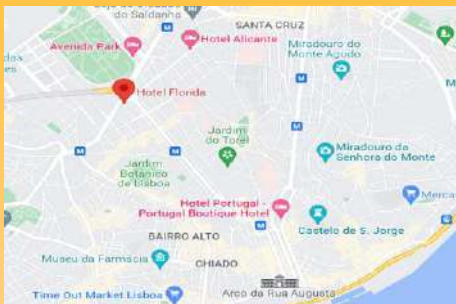 do Saldanha
SANTA CRUZ
Avenida Park
Hotel Alicante
Miradouro do
Monte Agudo
Hotel Florida
M
Jardim
do Torel
M
M
Miradouro da
Senhora do Monte
Jardim
Botanico
de Lisboa
M
Hotel Portugal -
Portugal Boutique Hotel
Merca
Castelo de S. Jorge
BAIRRO ALTO
M
Museu da Farmácia
CHIADO
Time Out Market Lisboa
Arco da Rua Augusta